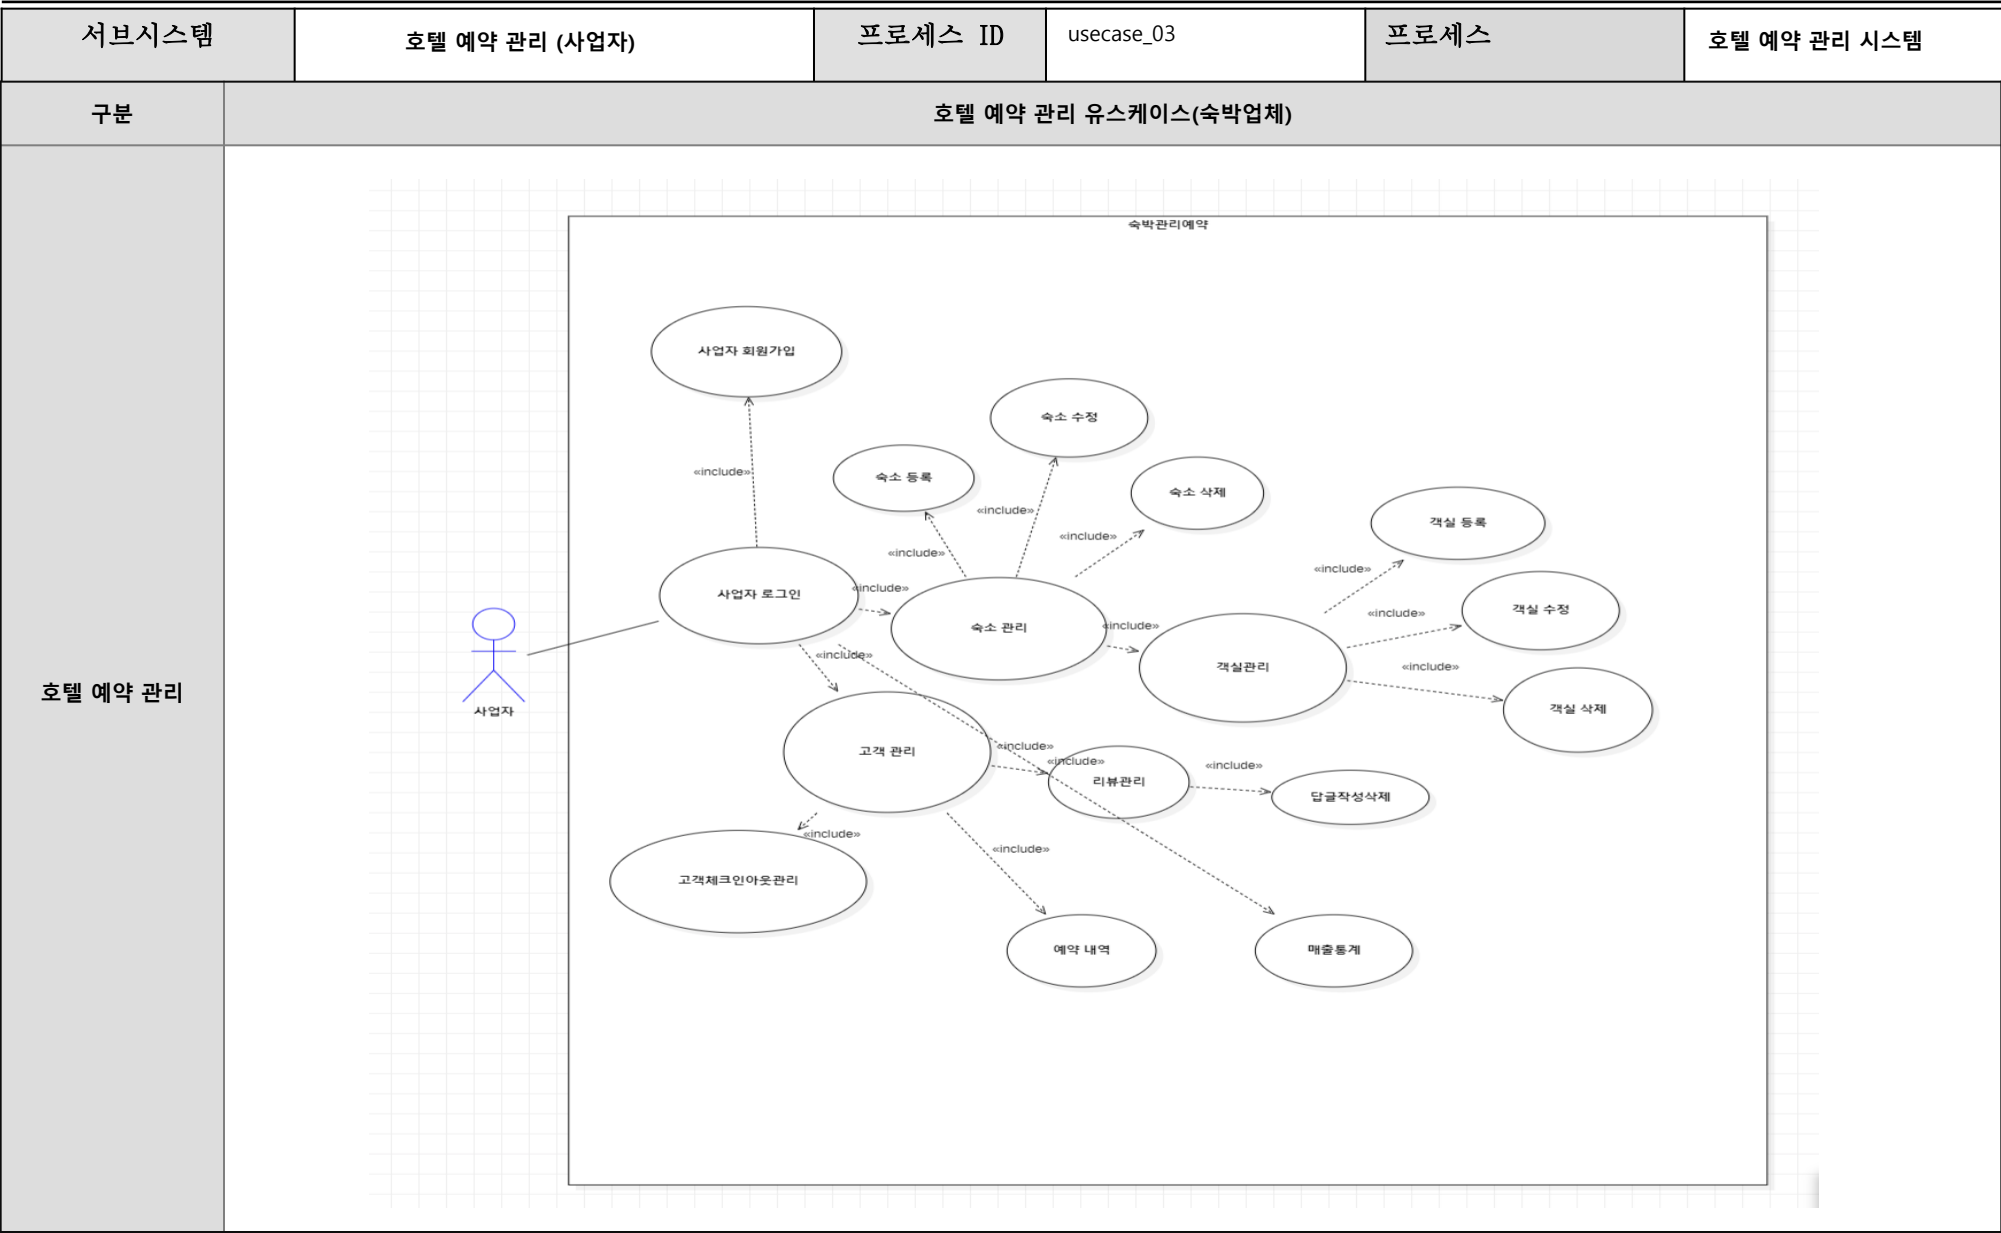 서브시스템
호텔 예약 관리 (사업자)
프로세스 ID
usecase_03
프로세스
호텔 예약 관리 시스템
구분
호텔 예약 관리 유스케이스(숙박업체)
호텔 예약 관리
숙박관리예약
사업자 회원가입
숙소 수정
«include»
숙소 등록
숙소 삭제
«include»
객실 등록
«include»
«include»
«include»
사업자 로그인
«include»
객실 수정
«include»
숙소 관리
«include»
«include»
객실관리
«include»
객실 삭제
사업자
고객 관리
«include»
«include»
«include»
리뷰관리
답글작성삭제
«include»
«include»
고객체크인아웃관리
예약 내역
매출통계